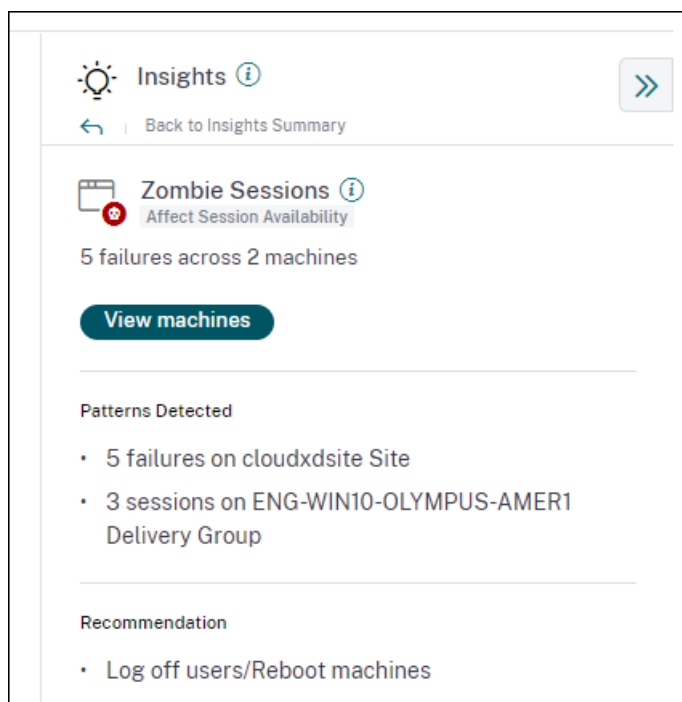 Insights
Back to Insights Summary
Zombie Sessions
Affect Session Availability
5 failures across 2 machines
View machines
Patterns Detected
• 5 failures on cloudxdsite Site
• 3 sessions on ENG-WIN10-OLYMPUS-AMER1
Delivery Group
Recommendation
• Log off users/Reboot machines